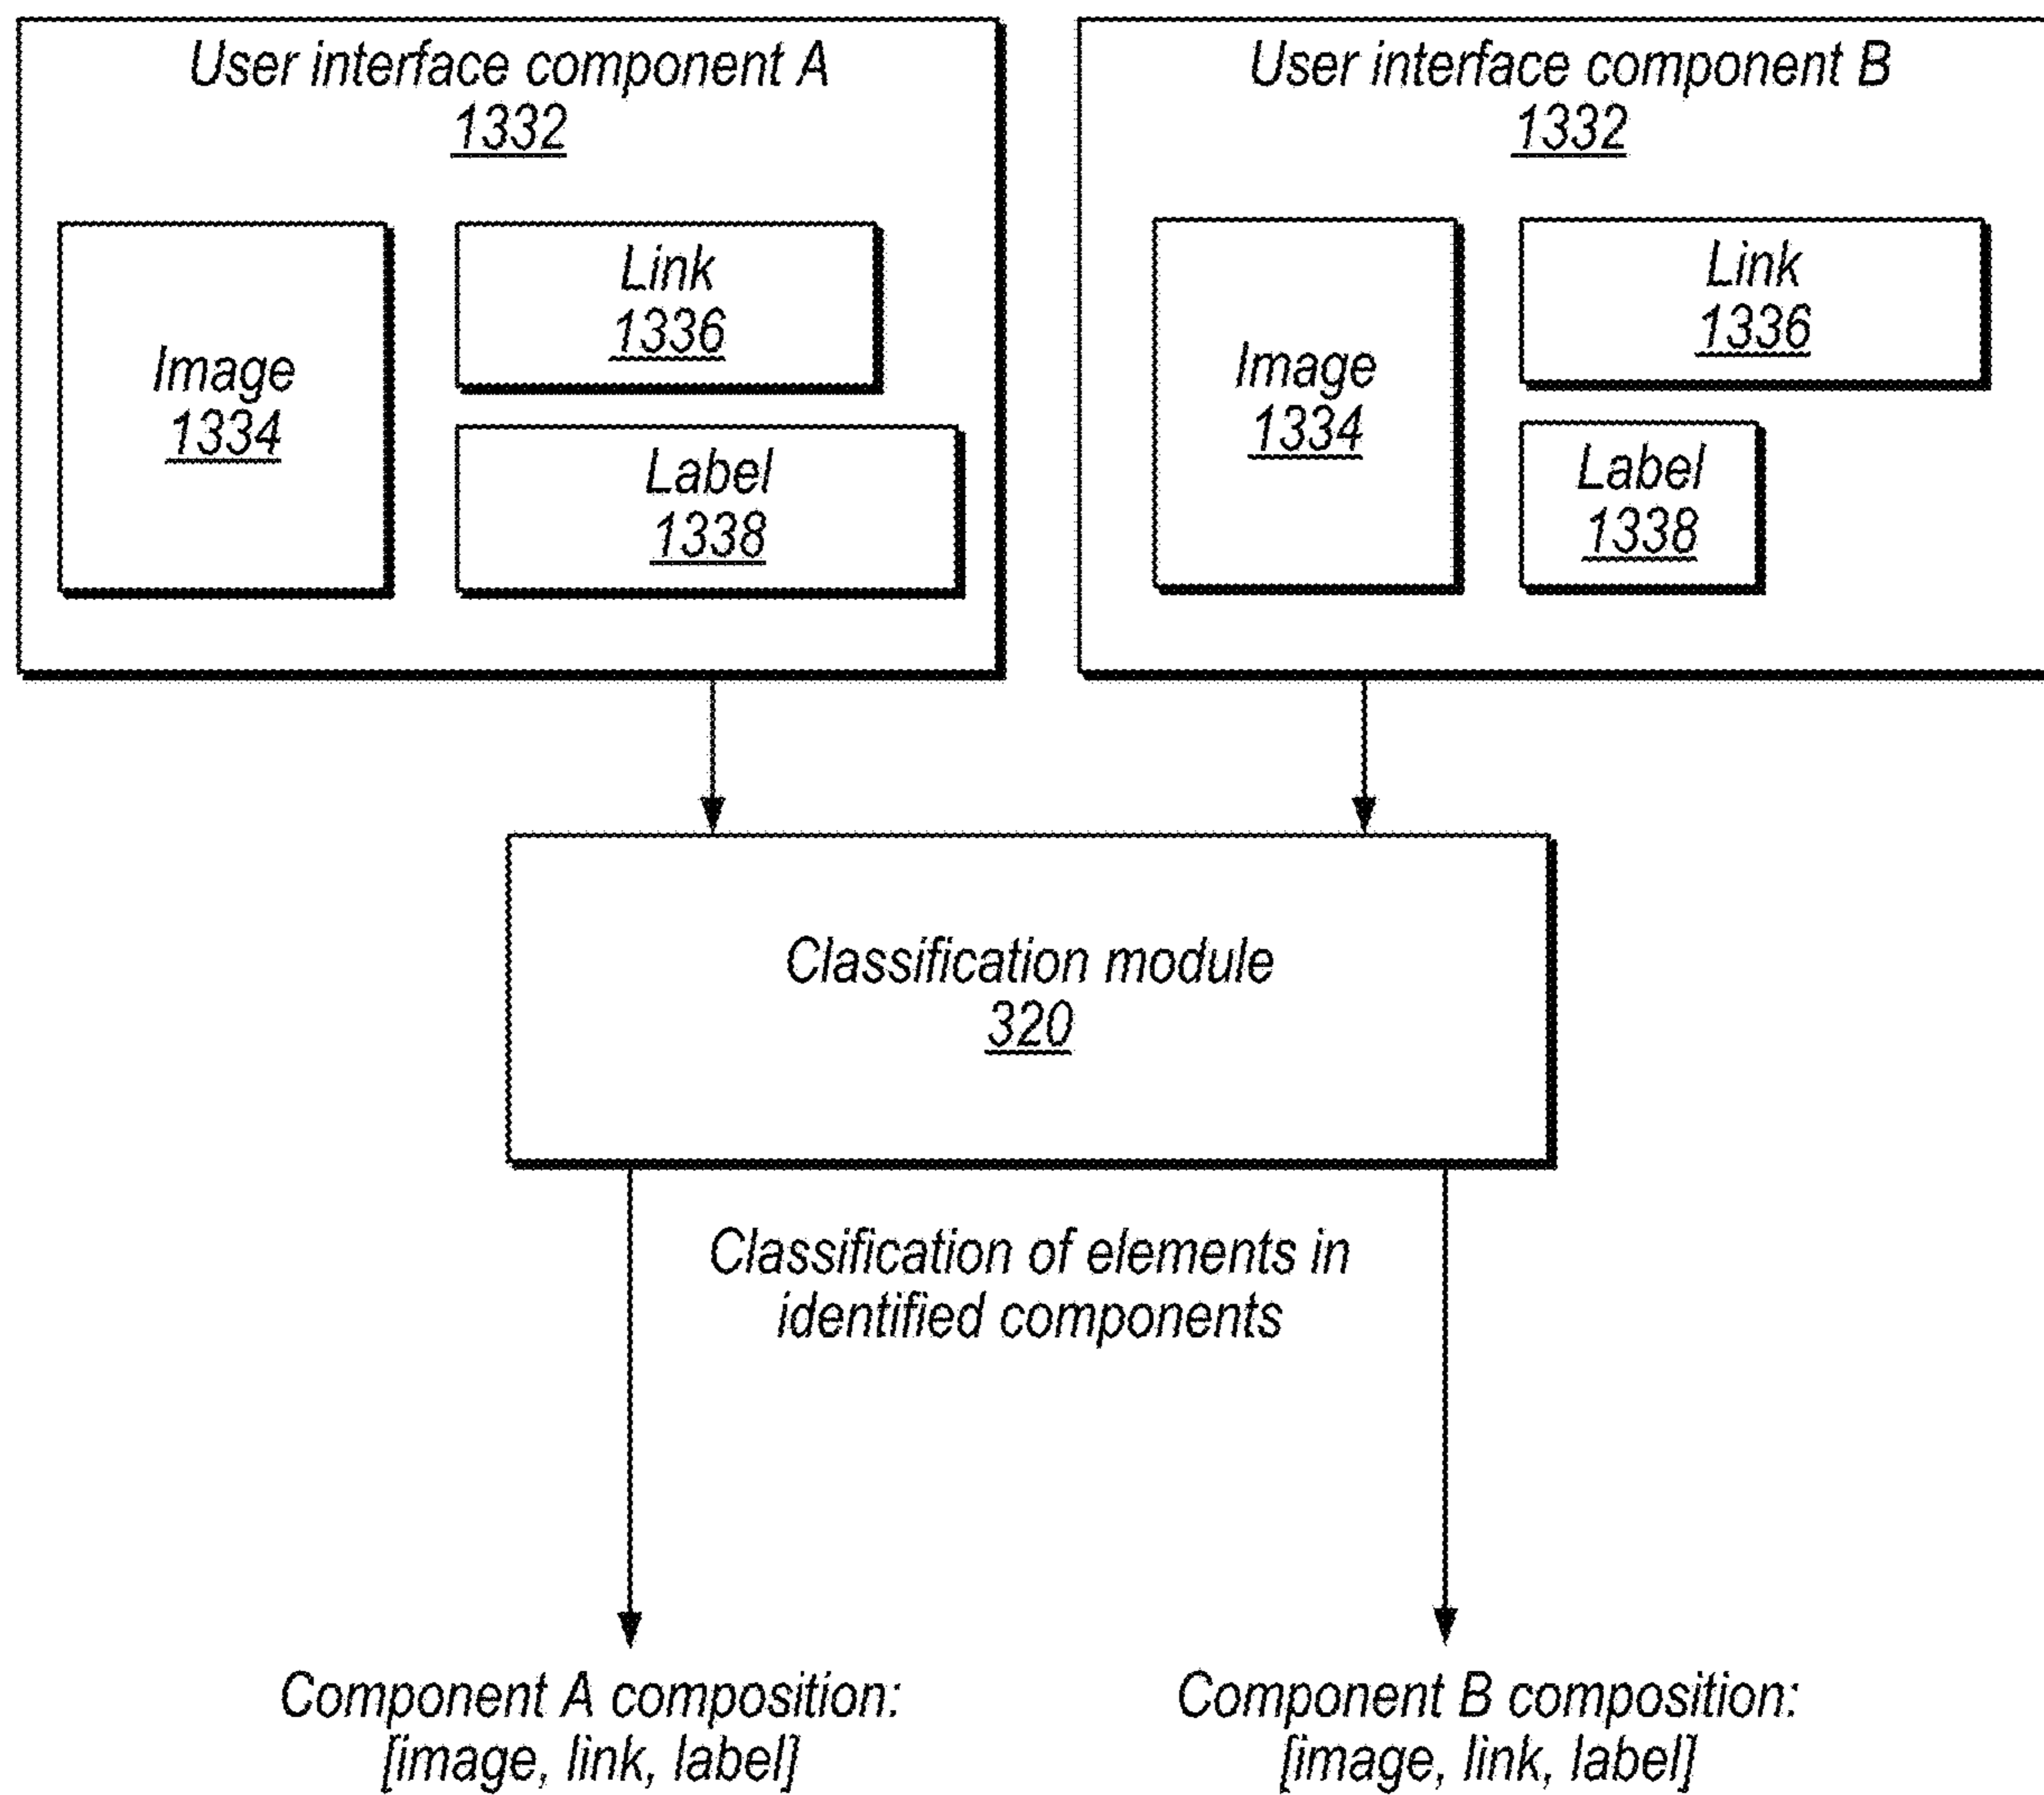 User interface component A
1332
Image
1334
Link
1336
Label
1338
User interface component B
1332
Image
1334
Link
1336
Label
1338
Classification module
320
Classification of elements in
identified components
Component A composition:
[image, link, label]
Component B composition:
[image, link, label]